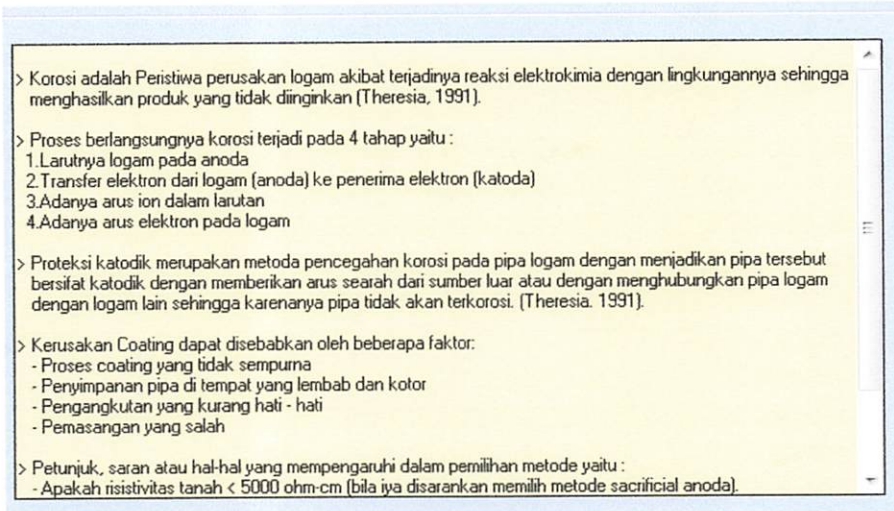 > Korosi adalah Peristiwa perusakan logam akibat terjadinya reaksi elektrokimia dengan lingkungannya sehingga
menghasilkan produk yang tidak diinginkan (Theresia, 1991).
> Proses berlangsungnya korosi terjadi pada 4 tahap yaitu :
1.Larutnya logam pada anoda
2.Transfer elektron dari logam (anoda) ke penerima elektron (katoda)
3.Adanya arus ion dalam larutan
4.Adanya arus elektron pada logam
> Proteksi katodik merupakan metoda pencegahan korosi pada pipa logam dengan menjadikan pipa tersebut
bersifat katodik dengan memberikan arus searah dari sumber luar atau dengan menghubungkan pipa logam
dengan logam lain sehingga karenanya pipa tidak akan terkorosi. (Theresia. 1991).
> Kerusakan Coating dapat disebabkan oleh beberapa faktor:
- Proses coating yang tidak sempurna
- Penyimpanan pipa di tempat yang lembab dan kotor
- Pengangkutan yang kurang hati - hati
- Pemasangan yang salah
> Petunjuk, saran atau hal-hal yang mempengaruhi dalam pemilihan metode yaitu :
- Apakah risistivitas tanah < 5000 ohm-cm (bila iya disarankan memilih metode sacrificial anoda).